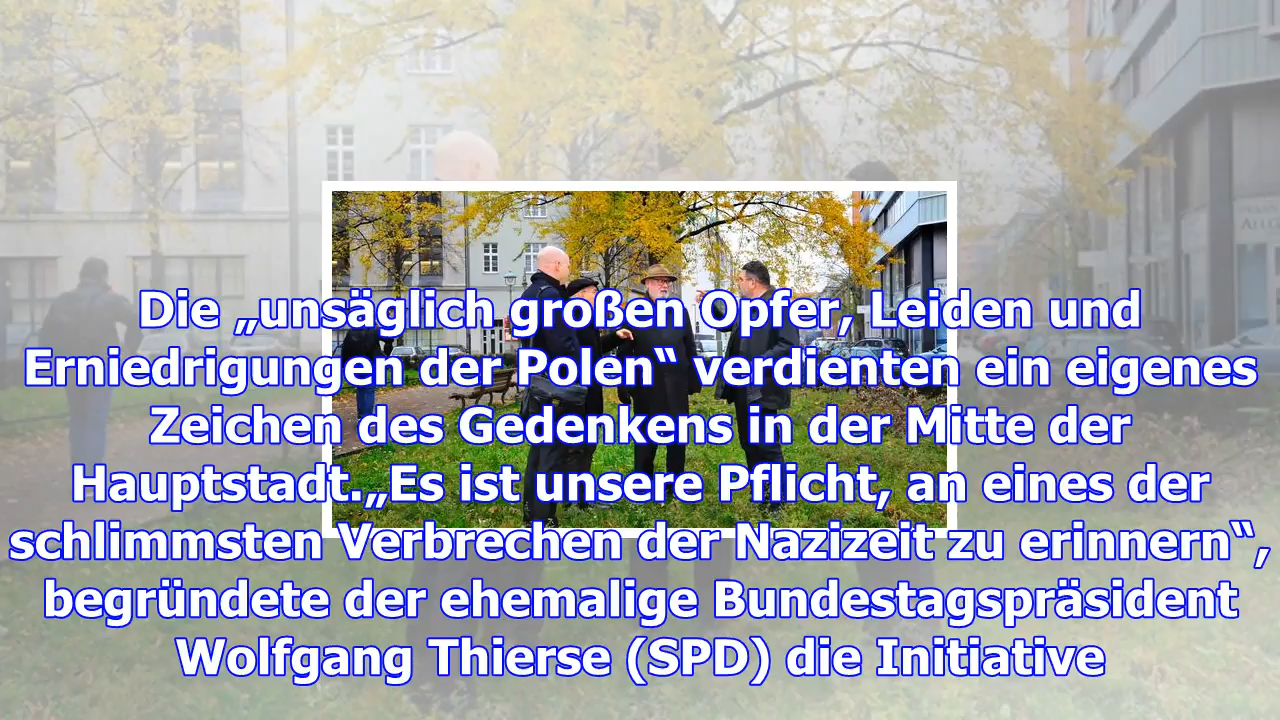 Die „unsäglich großen Opfer, Leiden und
Erniedrigungen der Polen“ verdienten ein eigenes
Zeichen des Gedenkens in der Mitte der
Hauptstadt.„Es ist unsere Pflicht, an eines der
schlimmsten Verbrechen der Nazizeit zu erinnern“,
begründete der ehemalige Bundestagspräsident
Wolfgang Thierse (SPD) die Initiative